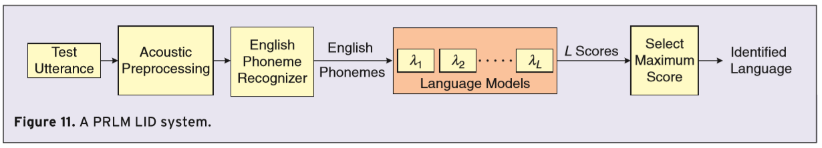 Test
Utterance
Acoustic
Preprocessing
English
Phoneme
Recognizer
English
Phonemes
λ1 λ2 ····· λL
Language Models
L Scores
Select
Maximum
Score
Identified
Language
Figure 11. A PRLM LID system.